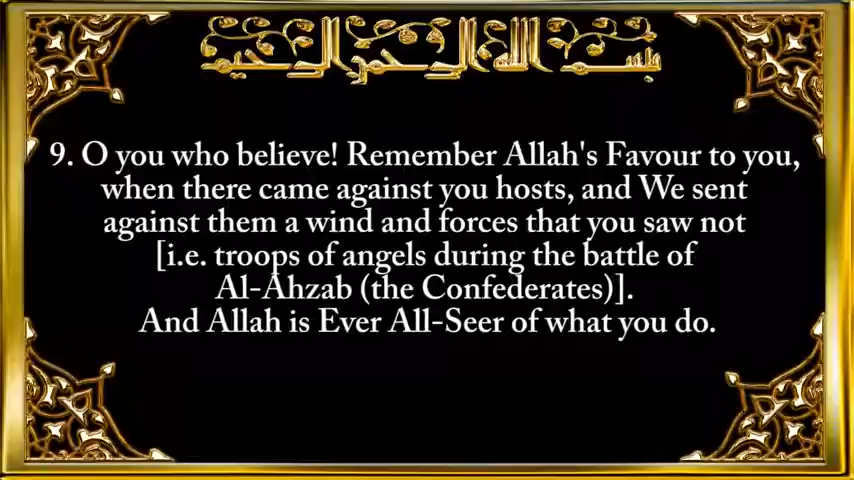 بسم الله الرحمن الرحيم
9. O you who believe! Remember Allah's Favour to you,
when there came against you hosts, and We sent
against them a wind and forces that you saw not
[i.e. troops of angels during the battle of
Al-Ahzab (the Confederates)].
And Allah is Ever All-Seer of what you do.